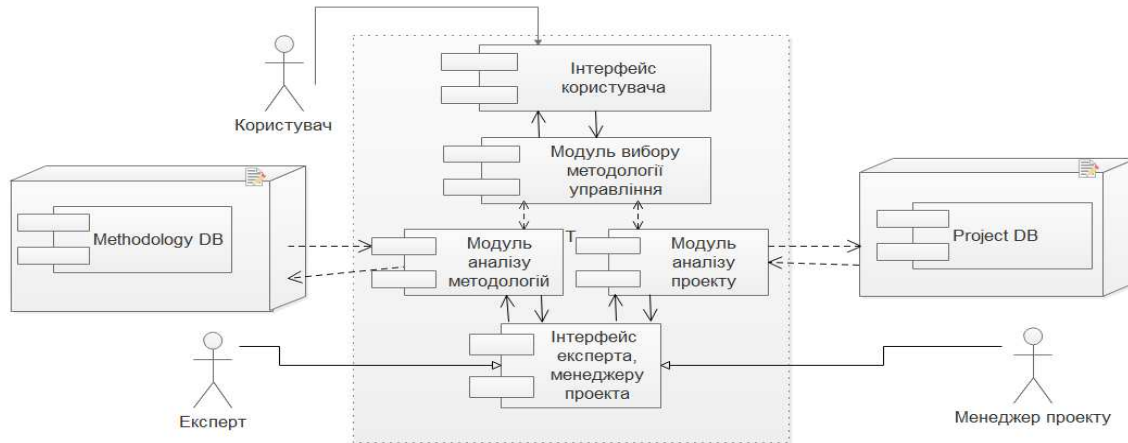 Інтерфейс
користувача
Користувач
Модуль вибору
методології
управління
Methodology DB
Project DB
Т
Модуль
аналізу
методологій
Модуль
аналізу
проекту
Інтерфейс
експерта,
менеджеру
проекта
Експерт
Менеджер проекту